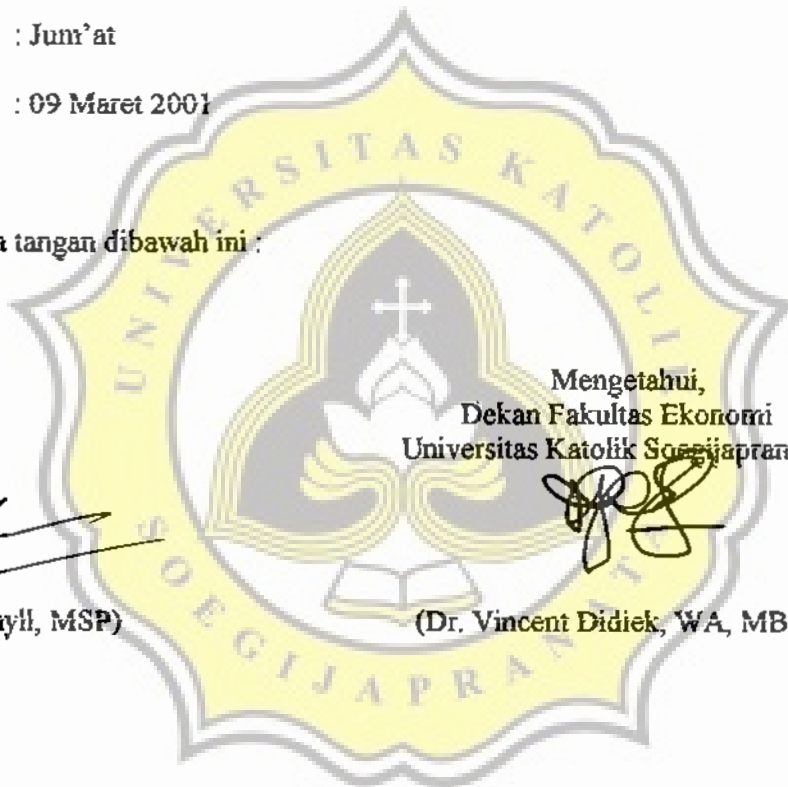 : Jum'at
: 09 Maret 2001
tangan dibawah ini :
Mengetahui,
Dekan Fakultas Ekonomi
Universitas Katolik Soegijapran
yll, MSP)
(Dr. Vincent Didiek, WA, MB
UNIVERSITAS KATOLIK
SOEGIJAPRANATA